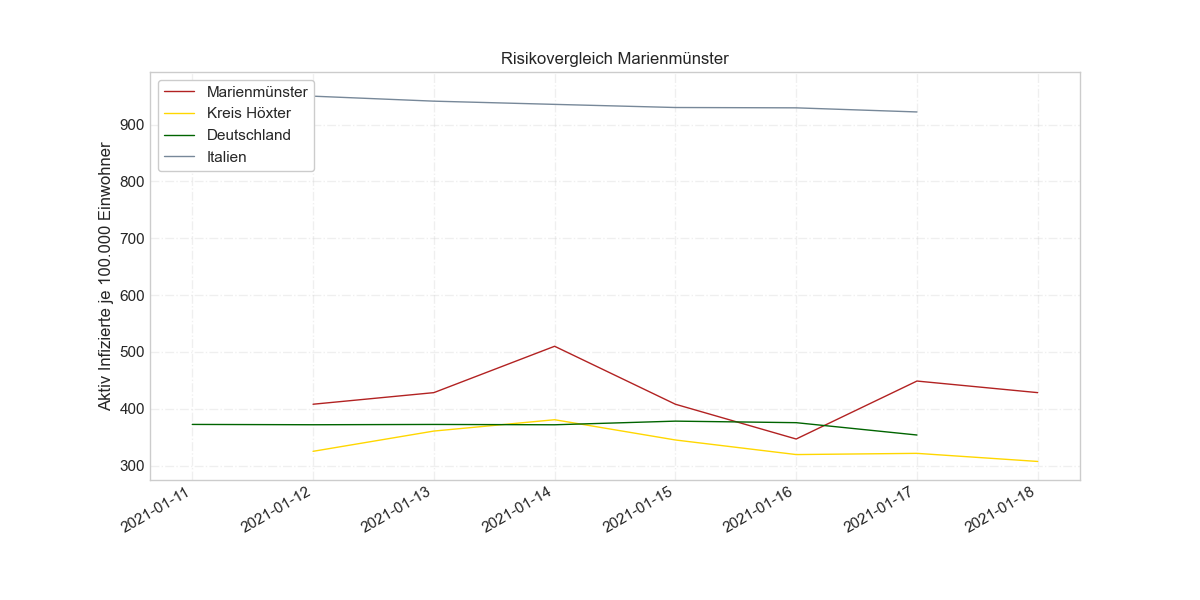 Risikovergleich Marienmünster
Marienmünster
Kreis Höxter
Deutschland
Italien
Aktiv Infizierte je 100.000 Einwohner
900
800
700
600
500
400
300
2021-01-11
2021-01-12
2021-01-13
2021-01-14
2021-01-15
2021-01-16
2021-01-17
2021-01-18